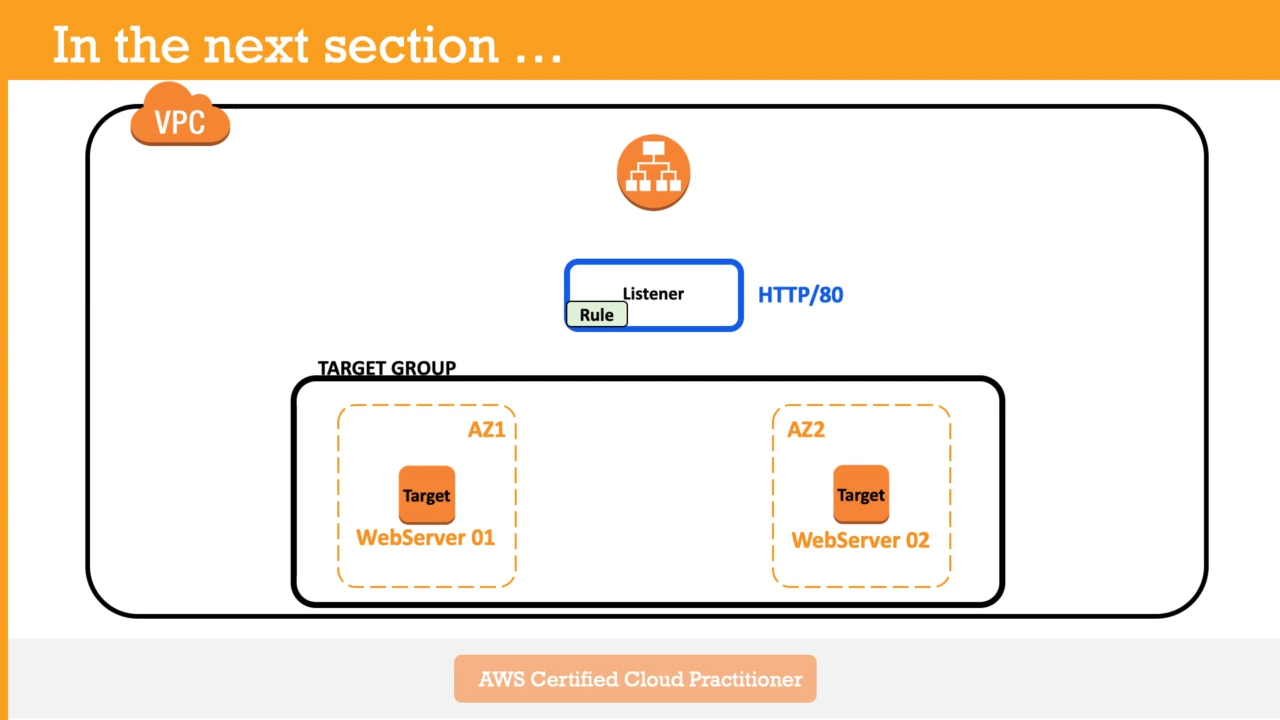 In the next section ...
VPC
Listener
HTTP/80
Rule
TARGET GROUP
AZ1
AZ2
Target
Target
WebServer 01
WebServer 02
AWS Certified Cloud Practitioner